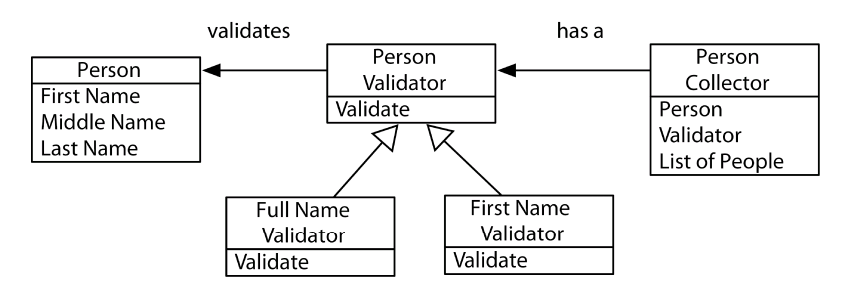 validates
has a
Person
First Name
Middle Name
Last Name
Person
Validator
Validate
Person
Collector
Person
Validator
List of People
Full Name
Validator
Validate
First Name
Validator
Validate